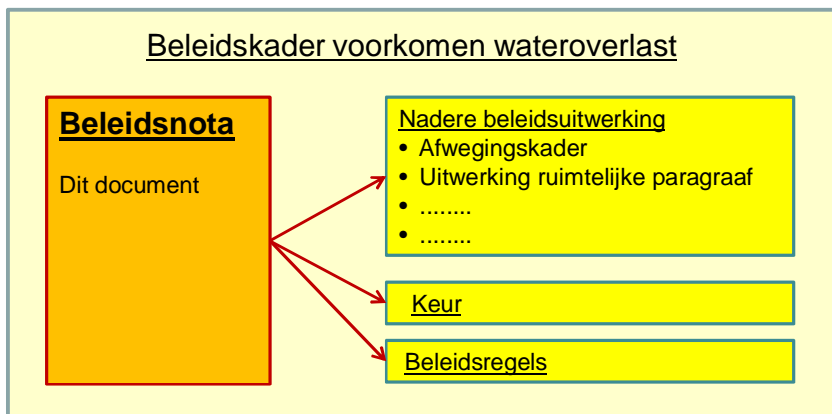 Beleidskader voorkomen wateroverlast
Beleidsnota
Dit document
Nadere beleidsuitwerking
• Afwegingskader
• Uitwerking ruimtelijke paragraaf
• ........
• ........
Keur
Beleidsregels